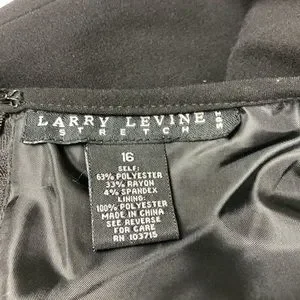 LARRY LEVINE
STRETCH
16
SELF:
63% POLYESTER
33% RAYON
4% SPANDEX
LINING:
100% POLYESTER
MADE IN CHINA
SEE REVERSE
FOR CARE
RN 103715